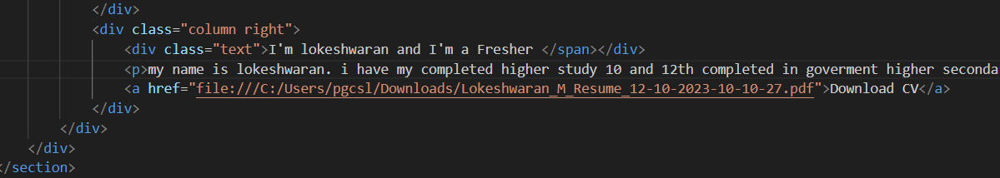 </div>
<div class="column right">
<div class="text">I'm lokeshwaran and I'm a Fresher </span></div>
<p>my name is lokeshwaran. i have my completed higher study 10 and 12th completed in goverment higher seconda
<a href="file:///C:/Users/pgcsl/Downloads/Lokeshwaran_M_Resume_12-10-2023-10-10-27.pdf">Download CV</a>
</div>
</div>
</div>
</section>